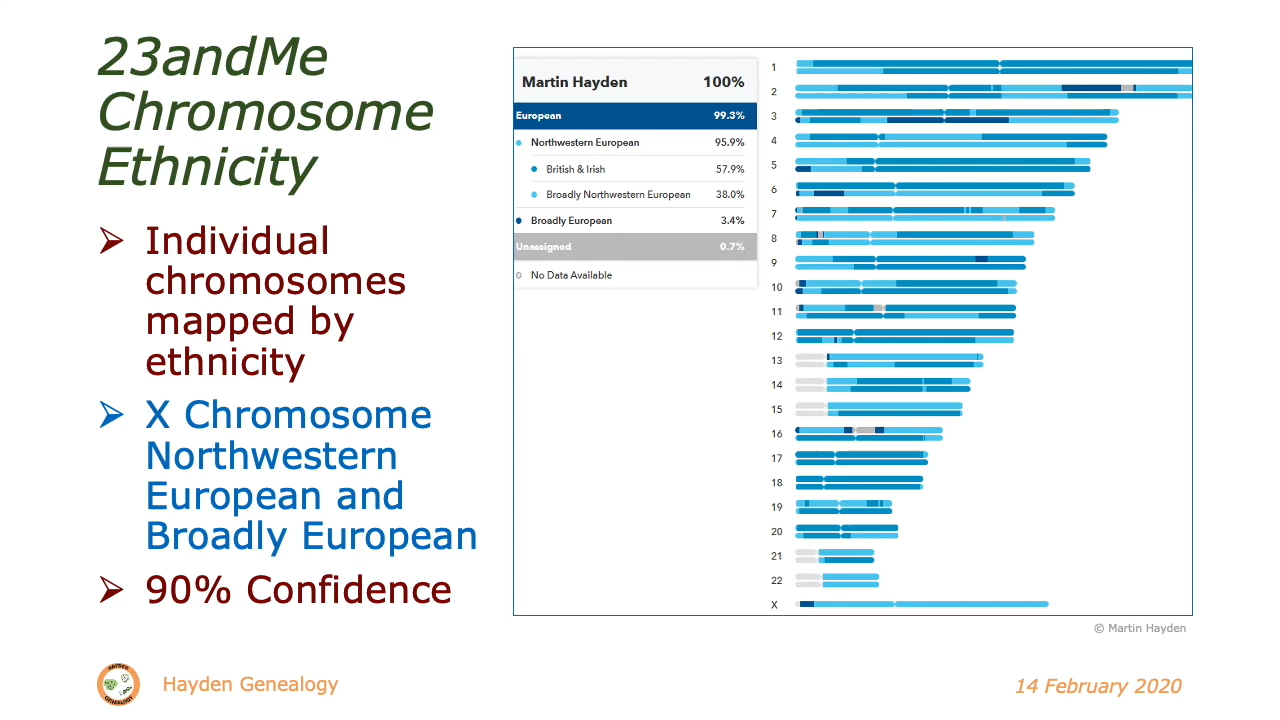 23andMe
Chromosome
Ethnicity
Individual
chromosomes
mapped by
ethnicity
X Chromosome
Northwestern
European and
Broadly European
90% Confidence
Martin Hayden 100%
European 99.3%
Northwestern European 95.9%
British & Irish 57.9%
Broadly Northwestern European 38.0%
Broadly European 3.4%
Unassigned 0.7%
No Data Available
1
2
3
4
5
6
7
8
9
10
11
12
13
14
15
16
17
18
19
20
21
22
X
© Martin Hayden
HAYDEN
GENEALOGY
Hayden Genealogy
14 February 2020